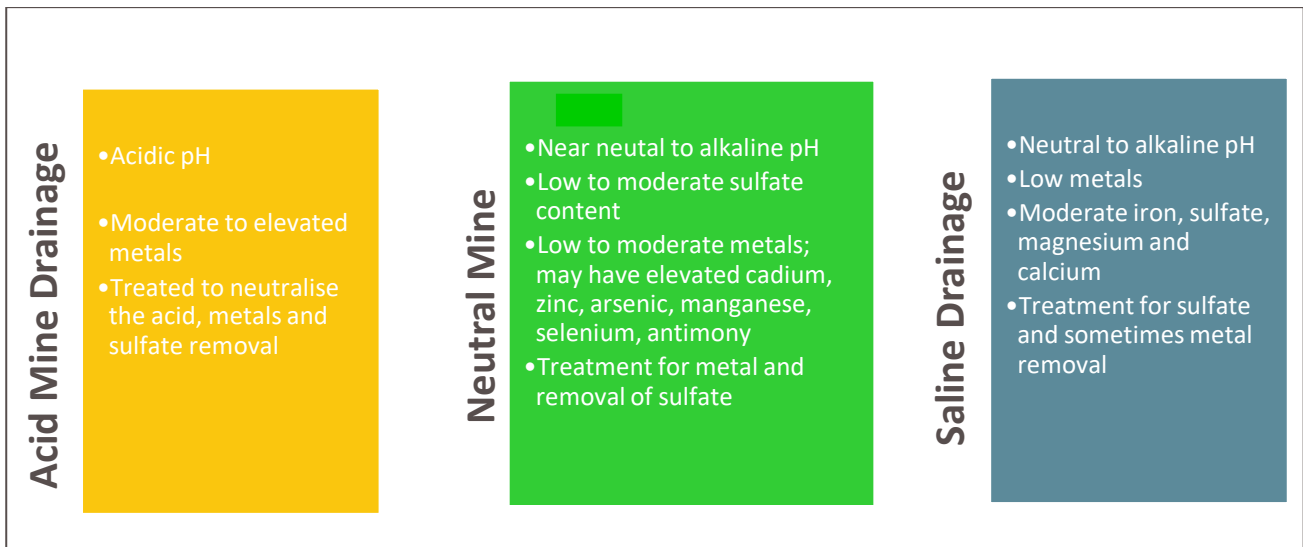 Acid Mine Drainage
•Acidic pH
•Moderate to elevated
metals
•Treated to neutralise
the acid, metals and
sulfate removal
Neutral Mine
•Near neutal to alkaline pH
•Low to moderate sulfate
content
•Low to moderate metals;
may have elevated cadium,
zinc, arsenic, manganese,
selenium, antimony
•Treatment for metal and
removal of sulfate
Saline Drainage
•Neutral to alkaline pH
•Low metals
•Moderate iron, sulfate,
magnesium and
calcium
•Treatment for sulfate
and sometimes metal
removal